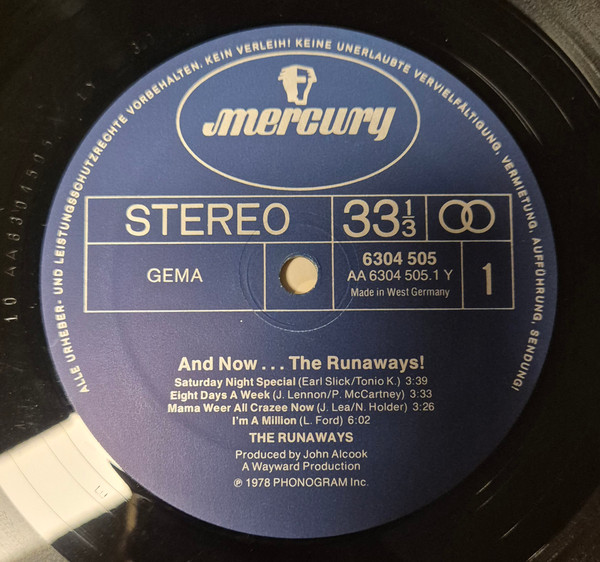 ALLE URHEBER- UND LEISTUNGSSCHUTZRECHTE VORBEHALTEN. KEIN VERLEIH! KEINE UNERLAUBTE VERVIELFÄLTIGUNG, VERMIETUNG, AUFFÜHRUNG, SENDUNG!
mercury
STEREO
33 1/3
GEMA
6304 505
AA 6304 505.1 Y
Made in West Germany
1
And Now... The Runaways!
Saturday Night Special (Earl Slick/Tonio K.) 3:39
Eight Days A Week (J. Lennon/P. McCartney) 3:33
Mama Weer All Crazee Now (J. Lea/N. Holder) 3:26
I'm A Million (L. Ford) 6:02
THE RUNAWAYS
Produced by John Alcook
A Wayward Production
℗ 1978 PHONOGRAM Inc.